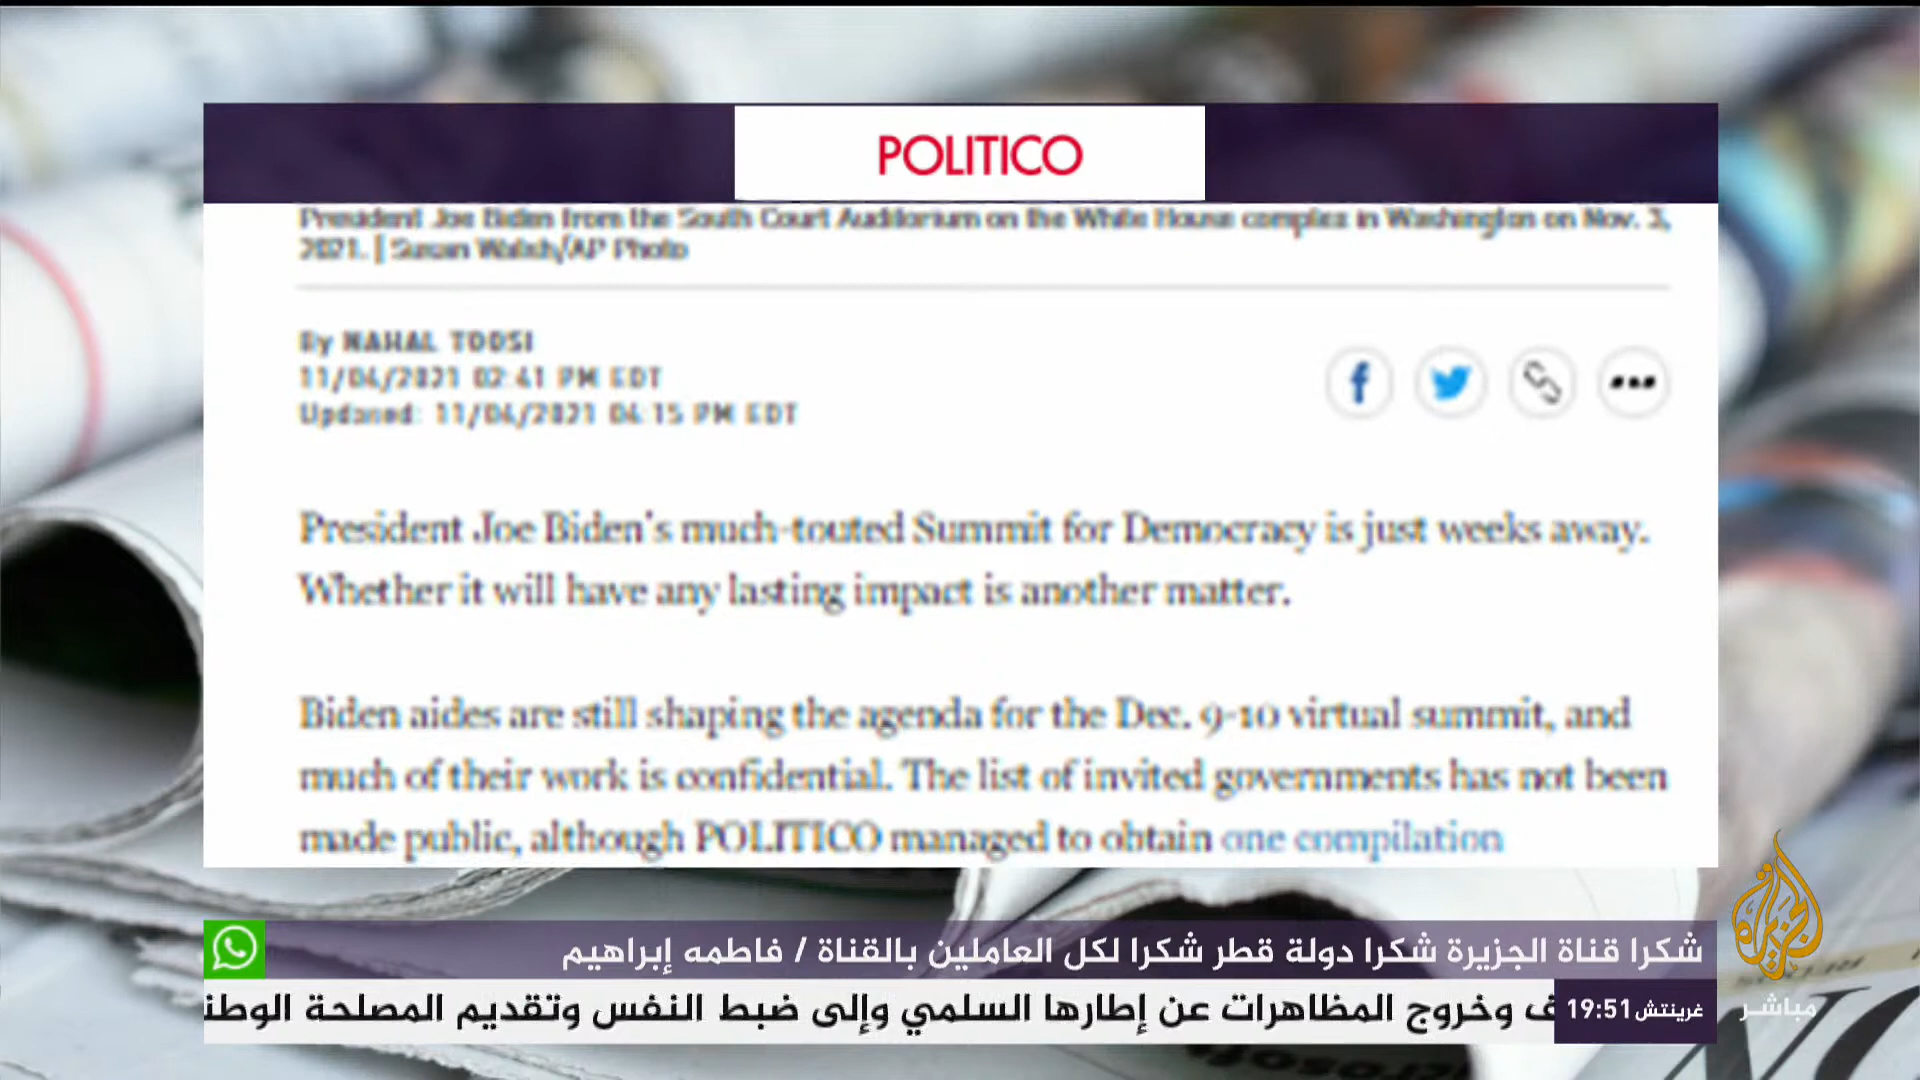 POLITICO
President Joe Biden from the South Court Auditorium on the White House complex in Washington on Nov. 3,
2021. | Susan Walsh/AP Photo
By NAHAL TOOSI
11/04/2021 02:41 PM EDT
Updated: 11/04/2021 04:15 PM EDT
President Joe Biden's much-touted Summit for Democracy is just weeks away.
Whether it will have any lasting impact is another matter.
Biden aides are still shaping the agenda for the Dec. 9-10 virtual summit, and
much of their work is confidential. The list of invited governments has not been
made public, although POLITICO managed to obtain one compilation
شكرا قناة الجزيرة شكرا دولة قطر شكرا لكل العاملين بالقناة / فاطمه إبراهيم
غرينتش 19:51
وخروج المظاهرات عن إطارها السلمي وإلى ضبط النفس وتقديم المصلحة
الجزيرة
مباشر